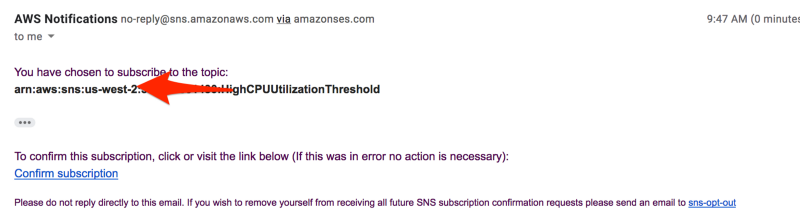 AWS Notifications no-reply@sns.amazonaws.com via amazonses.com 9:47 AM (0 minutes
to me
You have chosen to subscribe to the topic:
arn:aws:sns:us-west-2: HighCPUUtilizationThreshold
To confirm this subscription, click or visit the link below (If this was in error no action is necessary):
Confirm subscription
Please do not reply directly to this email. If you wish to remove yourself from receiving all future SNS subscription confirmation requests please send an email to sns-opt-out